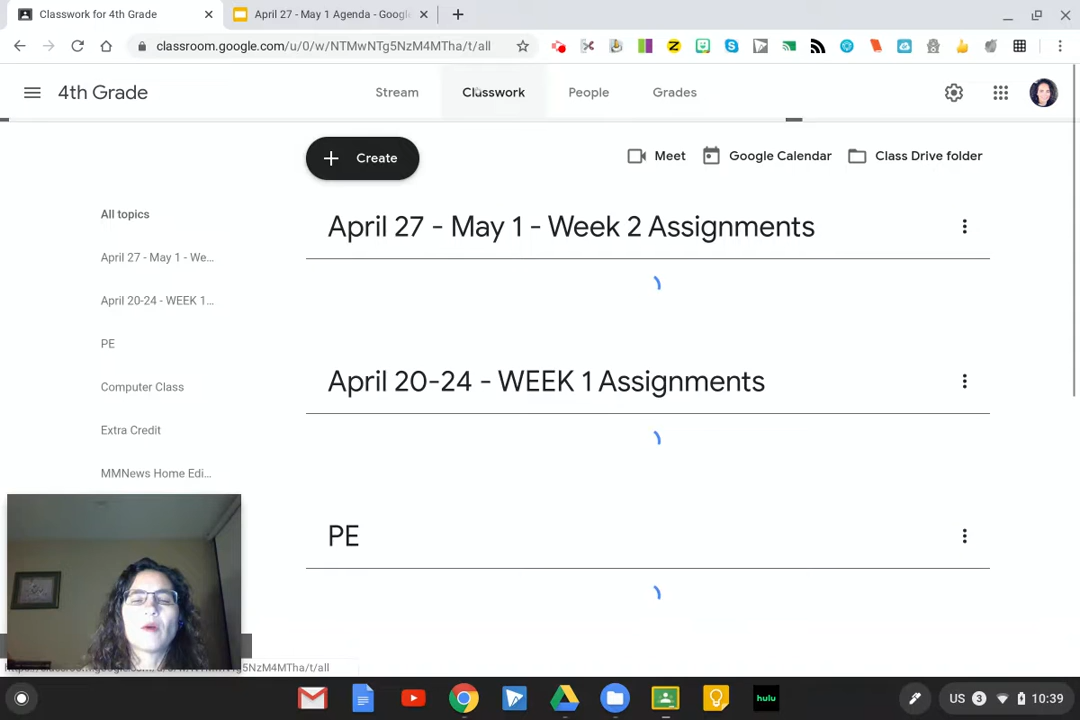 Classwork for 4th Grade
April 27 - May 1 Agenda - Google
classroom.google.com/u/0/w/NTMwNTg5NzM4MTha/t/all
4th Grade
Stream
Classwork
People
Grades
Create
Meet
Google Calendar
Class Drive folder
All topics
April 27 - May 1 - Week 2 Assignments
April 27 - May 1 - We...
April 20-24 - WEEK 1...
PE
April 20-24 - WEEK 1 Assignments
Computer Class
Extra Credit
MMNews Home Edi...
PE
hulu
US
3
10:39